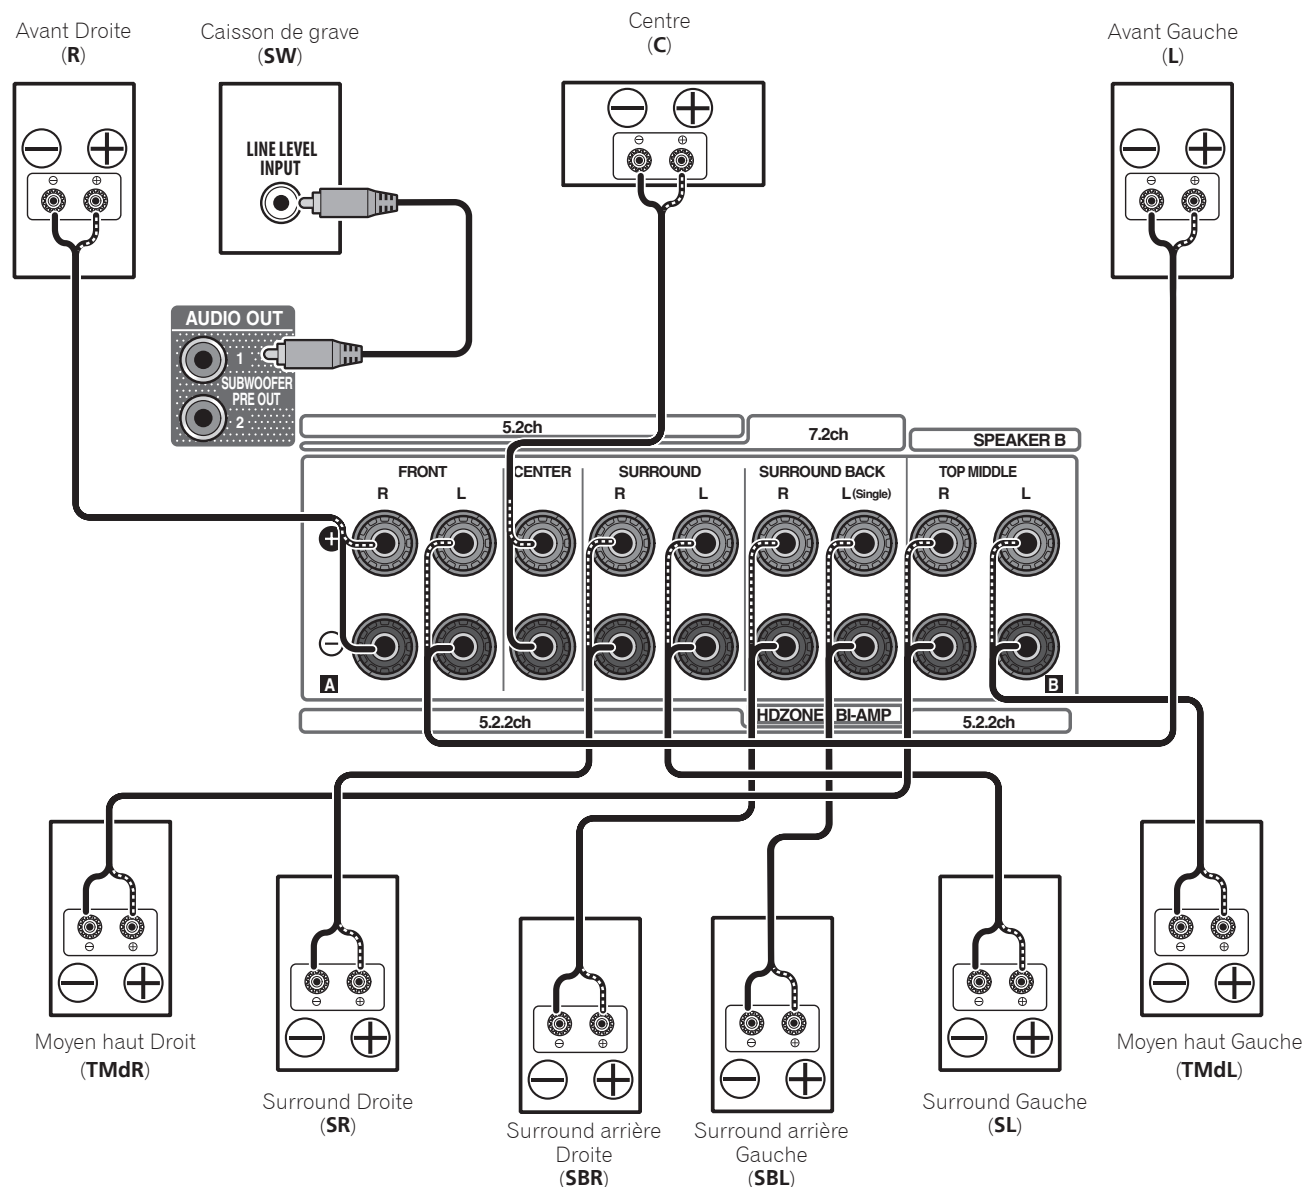 Avant Droite
(R)
Caisson de grave
(SW)
Centre
(C)
Avant Gauche
(L)
LINE LEVEL
INPUT
AUDIO OUT
1
SUBWOOFER
PRE OUT
2
5.2ch
7.2ch
SPEAKER B
FRONT
CENTER
SURROUND
SURROUND BACK
TOP MIDDLE
R
L
R
L
R
L (Single)
R
L
A
B
5.2.2ch
HDZONE
BI-AMP
5.2.2ch
Moyen haut Droit
(TMdR)
Surround Droite
(SR)
Surround arrière
Droite
(SBR)
Surround arrière
Gauche
(SBL)
Surround Gauche
(SL)
Moyen haut Gauche
(TMdL)